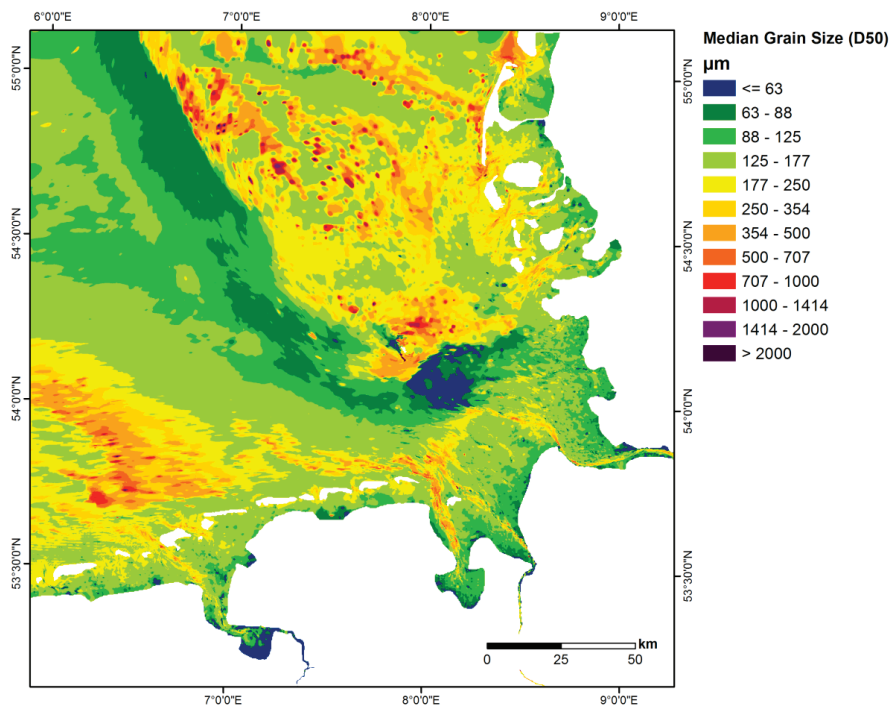 6°0'0"E 7°0'0"E 8°0'0"E 9°0'0"E
Median Grain Size (D50)
µm
<= 63
63 - 88
88 - 125
125 - 177
177 - 250
250 - 354
354 - 500
500 - 707
707 - 1000
1000 - 1414
1414 - 2000
> 2000
55°0'0"N
54°30'0"N
54°0'0"N
53°30'0"N
55°0'0"N
54°30'0"N
54°0'0"N
53°30'0"N
km
0 25 50
7°0'0"E 8°0'0"E 9°0'0"E